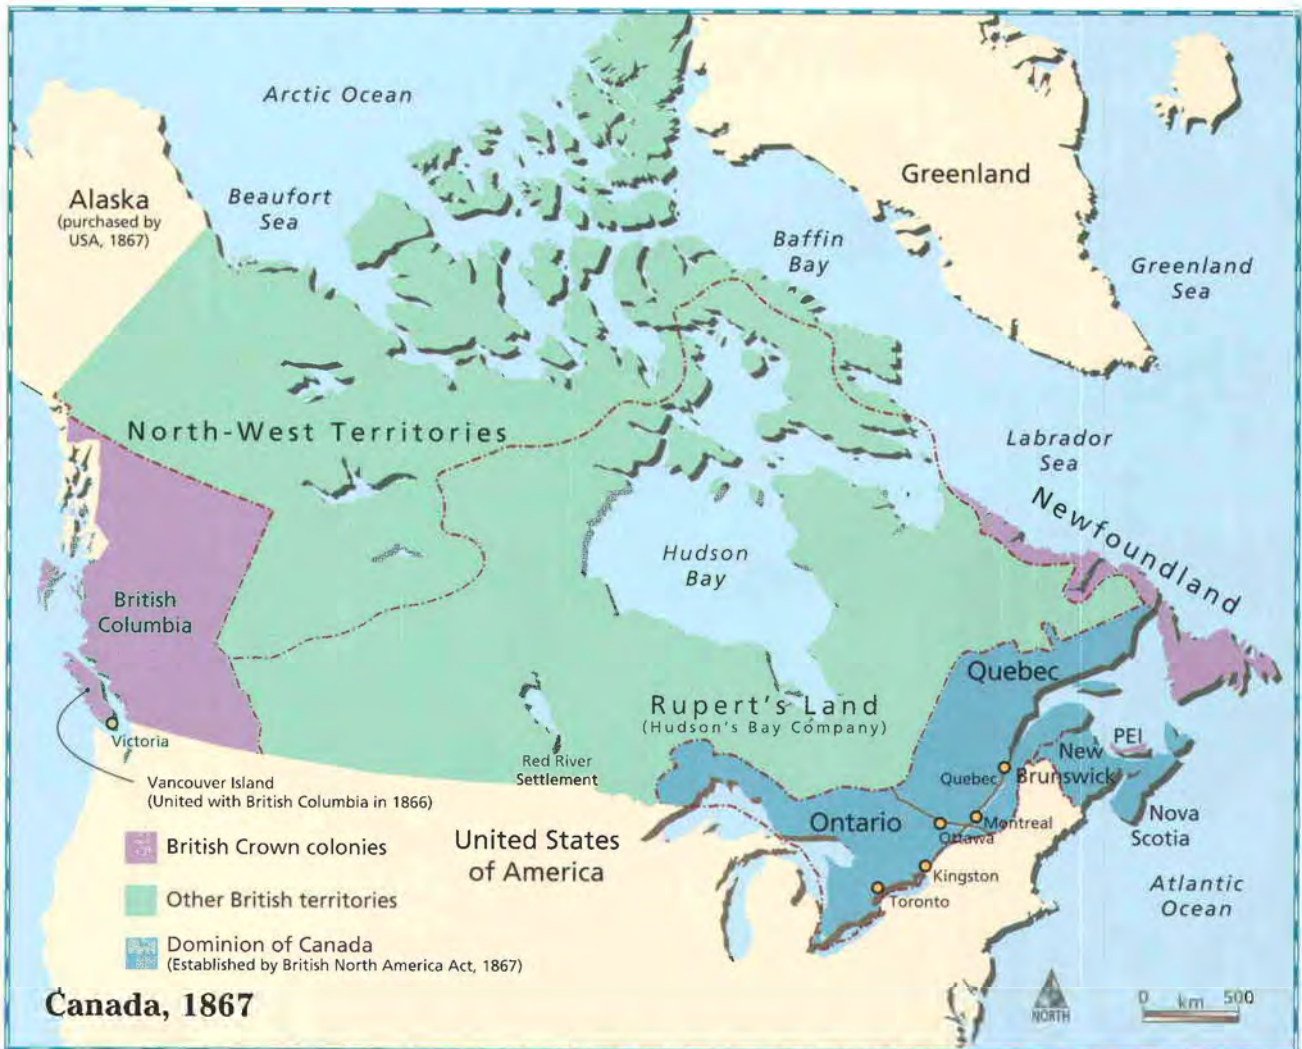 Arctic Ocean
Alaska
(purchased by
USA, 1867)
Beaufort
Sea
Greenland
Baffin
Bay
Greenland
Sea
North-West Territories
Labrador
Sea
Newfoundland
Hudson
Bay
British
Columbia
Quebec
Rupert's Land
(Hudson's Bay Company)
Victoria
Red River
Settlement
PEI
New
Brunswick
Quebec
Vancouver Island
(United with British Columbia in 1866)
Nova
Scotia
Ontario
Montreal
Ottawa
United States
of America
Kingston
Toronto
Atlantic
Ocean
British Crown colonies
Other British territories
Dominion of Canada
(Established by British North America Act, 1867)
Canada, 1867
NORTH
0 km 500